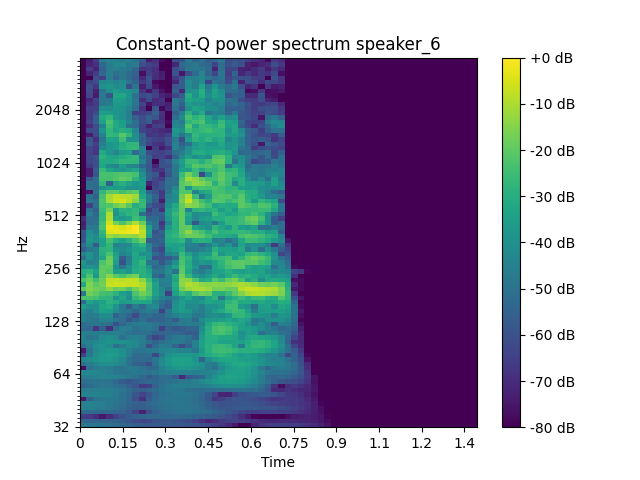 Constant-Q power spectrum speaker_6
+0 dB
2048
-10 dB
1024
-20 dB
512
-30 dB
Hz
256
-40 dB
128
-50 dB
64
-60 dB
32
-70 dB
0 0.15 0.3 0.45 0.6 0.75 0.9 1.1 1.2 1.4
-80 dB
Time